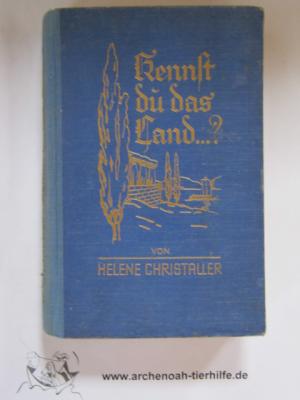 Kennst
du das
Land...?
VON
HELENE CHRISTALLER
www.archenoah-tierhilfe.de